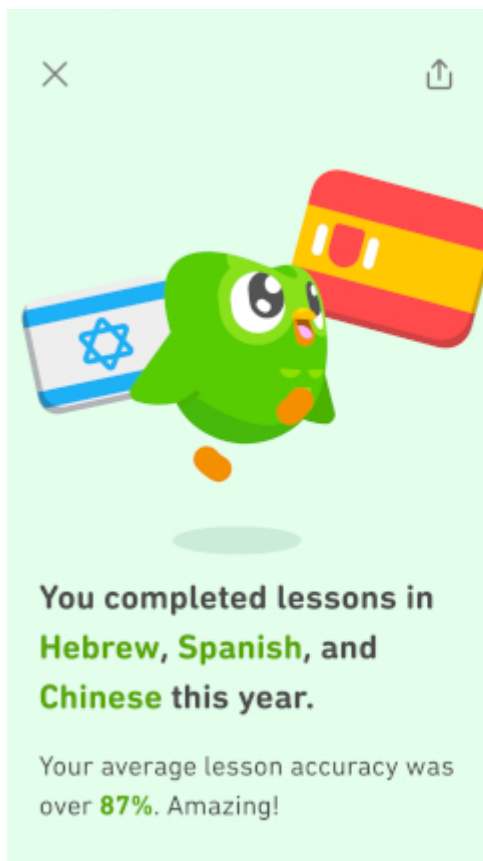 You completed lessons in
Hebrew, Spanish, and
Chinese this year.
Your average lesson accuracy was
over 87%. Amazing!